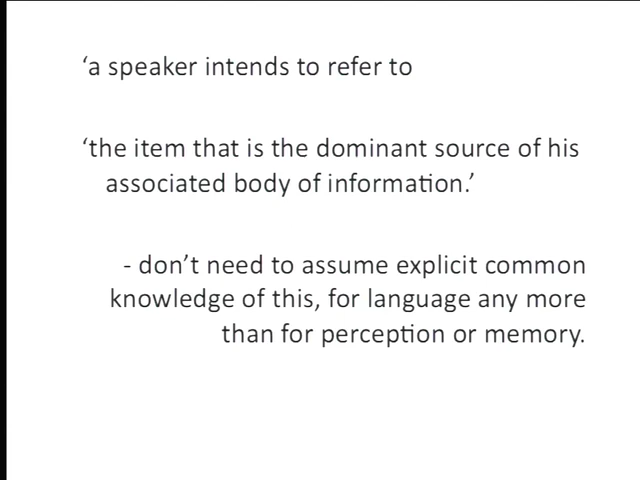 ‘a speaker intends to refer to
‘the item that is the dominant source of his
associated body of information.’
- don’t need to assume explicit common
knowledge of this, for language any more
than for perception or memory.